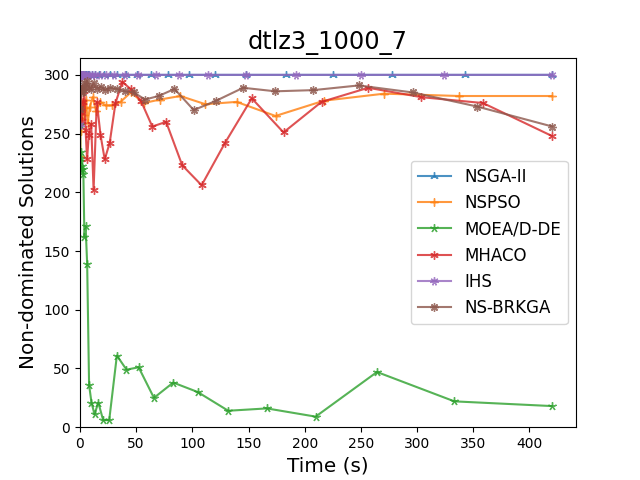 dtlz3_1000_7
Non-dominated Solutions
300
250
200
150
100
50
0
0 50 100 150 200 250 300 350 400
Time (s)
NSGA-II
NSPSO
MOEA/D-DE
MHACO
IHS
NS-BRKGA